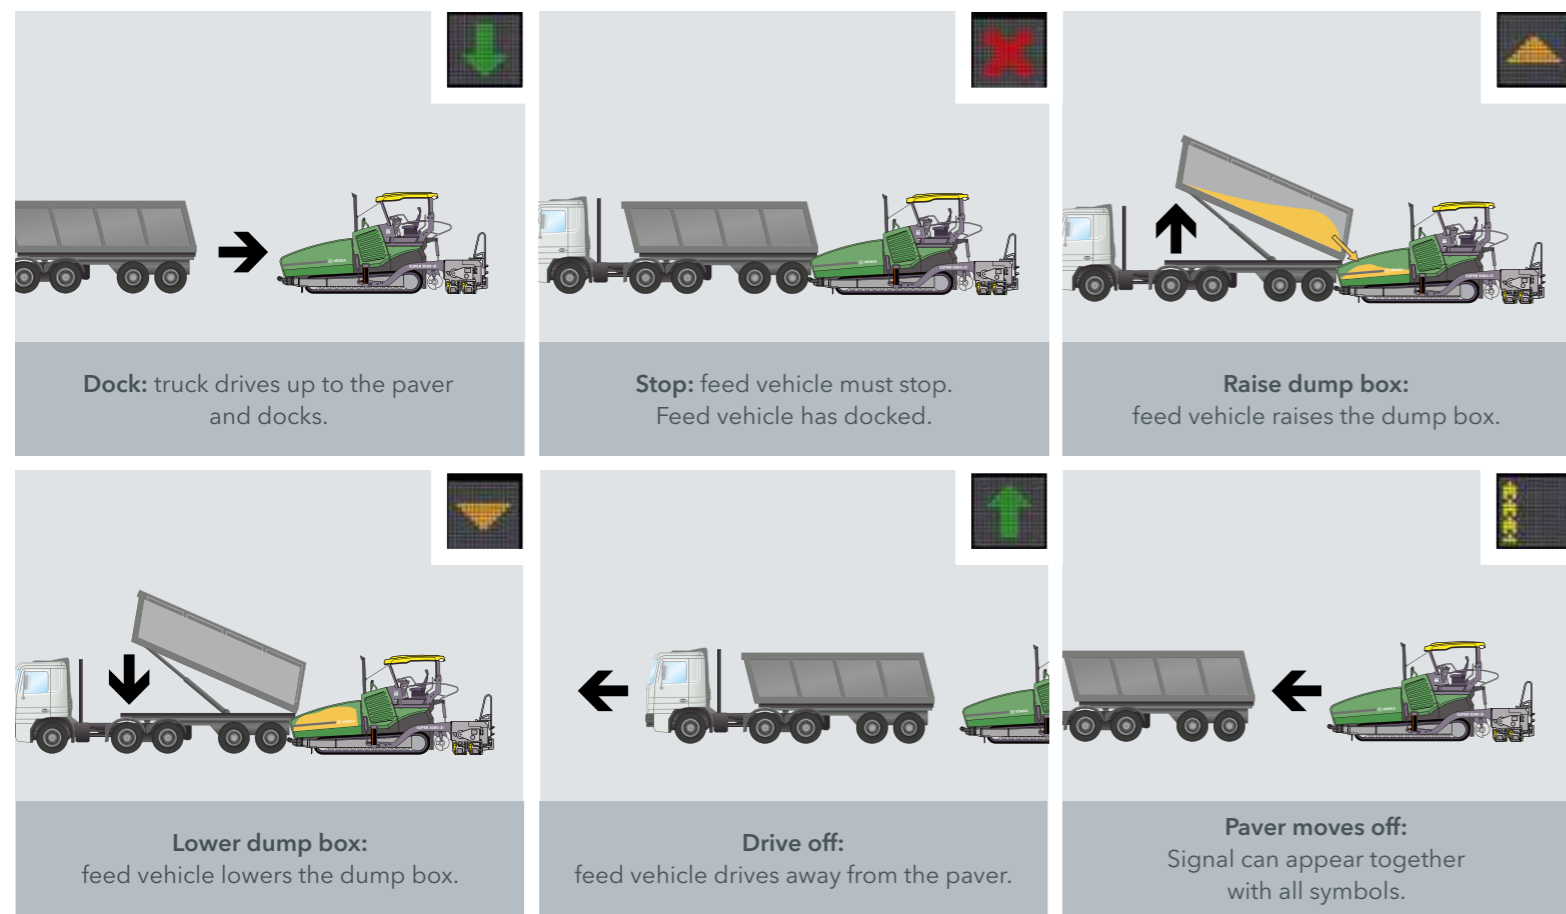 Dock: truck drives up to the paver
and docks.
Stop: feed vehicle must stop.
Feed vehicle has docked.
Raise dump box:
feed vehicle raises the dump box.
Lower dump box:
feed vehicle lowers the dump box.
Drive off:
feed vehicle drives away from the paver.
Paver moves off:
Signal can appear together
with all symbols.